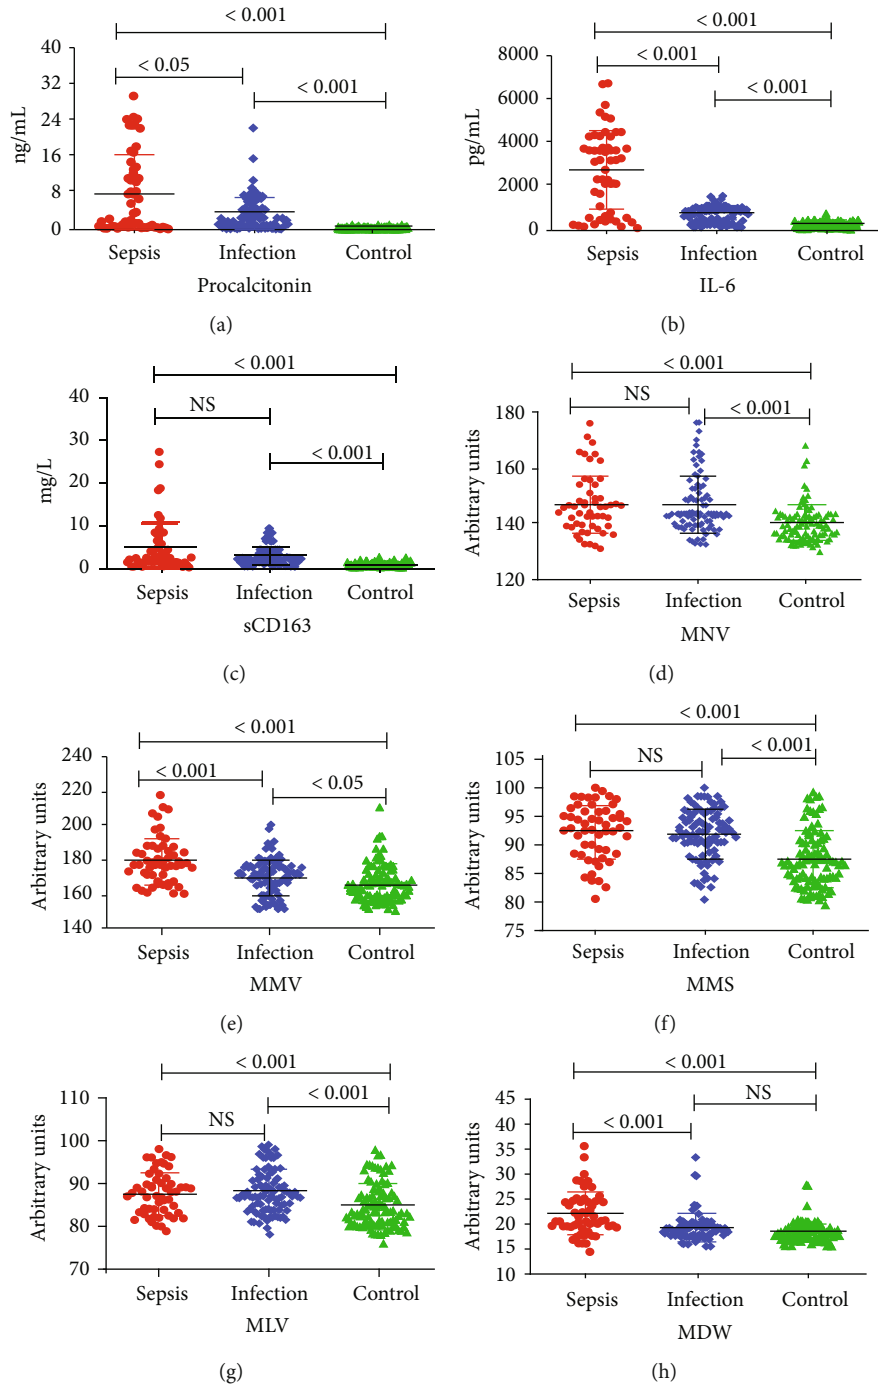 < 0.001
< 0.05
< 0.001
40
32
24
16
8
0
ng/mL
Sepsis Infection Control
Procalcitonin
(a)
< 0.001
< 0.001
< 0.001
8000
6000
4000
2000
0
pg/mL
Sepsis Infection Control
IL-6
(b)
< 0.001
NS
< 0.001
40
30
20
10
0
mg/L
Sepsis Infection Control
sCD163
(c)
< 0.001
NS
< 0.001
180
160
140
120
Arbitrary units
Sepsis Infection Control
MNV
(d)
< 0.001
< 0.001
< 0.05
240
220
200
180
160
140
Arbitrary units
Sepsis Infection Control
MMV
(e)
< 0.001
NS
< 0.001
105
100
95
90
85
80
75
Arbitrary units
Sepsis Infection Control
MMS
(f)
< 0.001
NS
< 0.001
110
100
90
80
70
Arbitrary units
Sepsis Infection Control
MLV
(g)
< 0.001
NS
< 0.001
45
40
35
30
25
20
15
10
Arbitrary units
Sepsis Infection Control
MDW
(h)